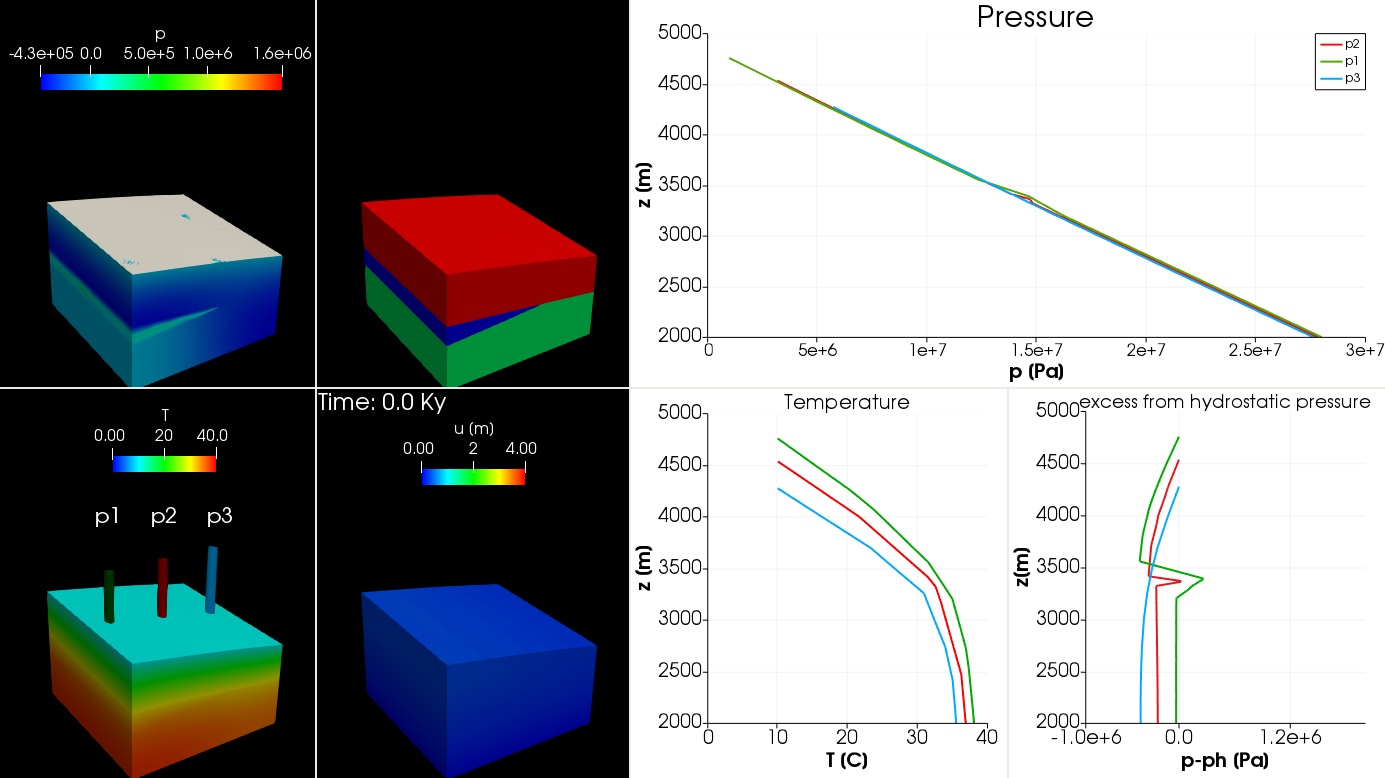 p
-4.3e+05 0.0 5.0e+5 1.0e+6 1.6e+06
Pressure
5000
4500
4000
3500
3000
2500
2000
z (m)
0 5e+6 1e+7 1.5e+7 2e+7 2.5e+7 3e+7
p (Pa)
p2
p1
p3
T
0.00 20 40.0
p1 p2 p3
Time: 0.0 Ky
u (m)
0.00 2 4.00
Temperature
5000
4500
4000
3500
3000
2500
2000
z (m)
0 10 20 30 40
T (C)
excess from hydrostatic pressure
5000
4500
4000
3500
3000
2500
2000
z(m)
-1.0e+6 0.0 1.2e+6
p-ph (Pa)